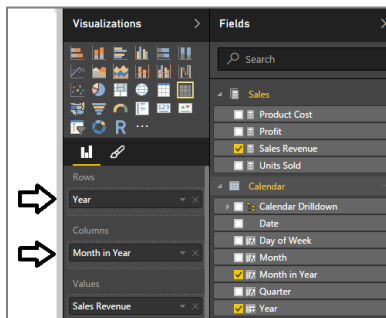 Visualizations
Fields
Search
R
123
Rows
Year
Columns
Month in Year
Values
Sales Revenue
Sales
Product Cost
Profit
Sales Revenue
Units Sold
Calendar
Calendar Drilldown
Date
Day of Week
Month
Month in Year
Quarter
Year